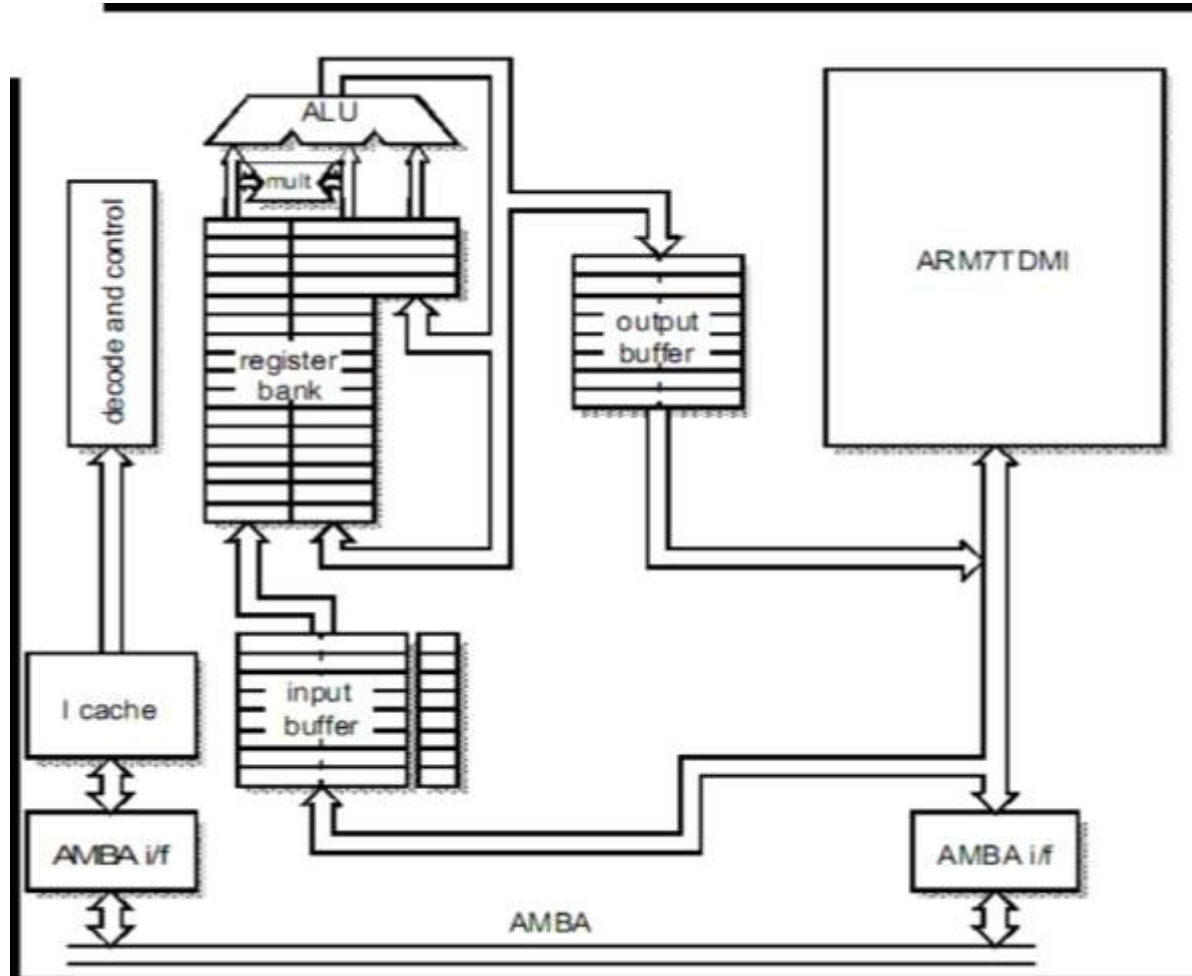 ALU
mult
decode and control
ARM7TDMI
output
buffer
register
bank
I cache
input
buffer
AMBA i/f
AMBA i/f
AMBA